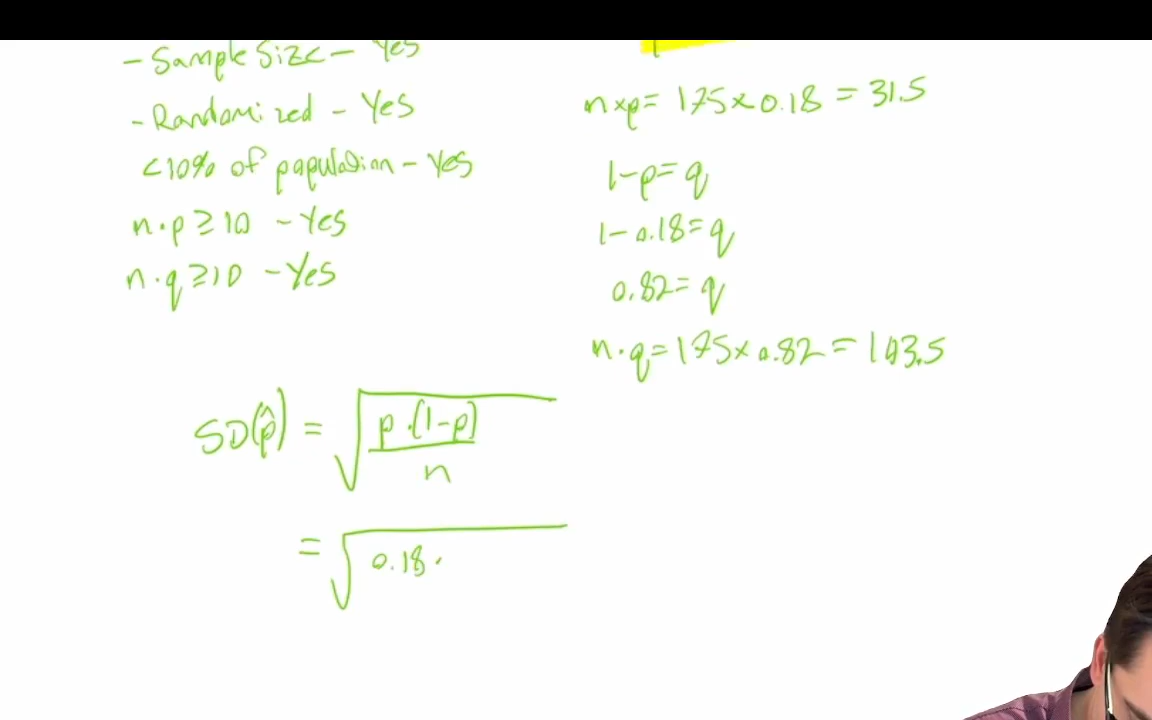 - Sample Size - Yes
- Randomized - Yes
<10% of population - Yes
n·p ≥ 10 - Yes
n·q ≥ 10 - Yes
n×p = 175 × 0.18 = 31.5
1-p = q
1-0.18 = q
0.82 = q
n·q = 175 × 0.82 = 143.5
SD(p̂) = √(p·(1-p)/n)
= √(0.18 ·